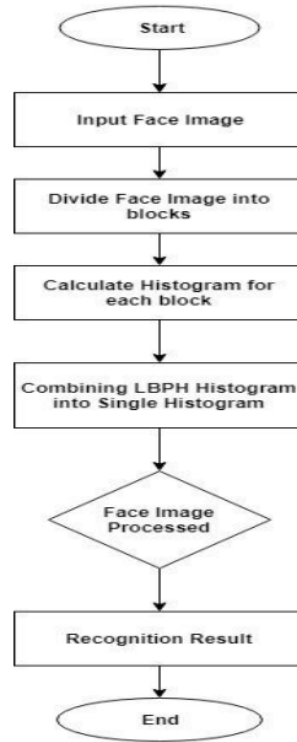 Start
Input Face Image
Divide Face Image into
blocks
Calculate Histogram for
each block
Combining LBPH Histogram
into Single Histogram
Face Image
Processed
Recognition Result
End